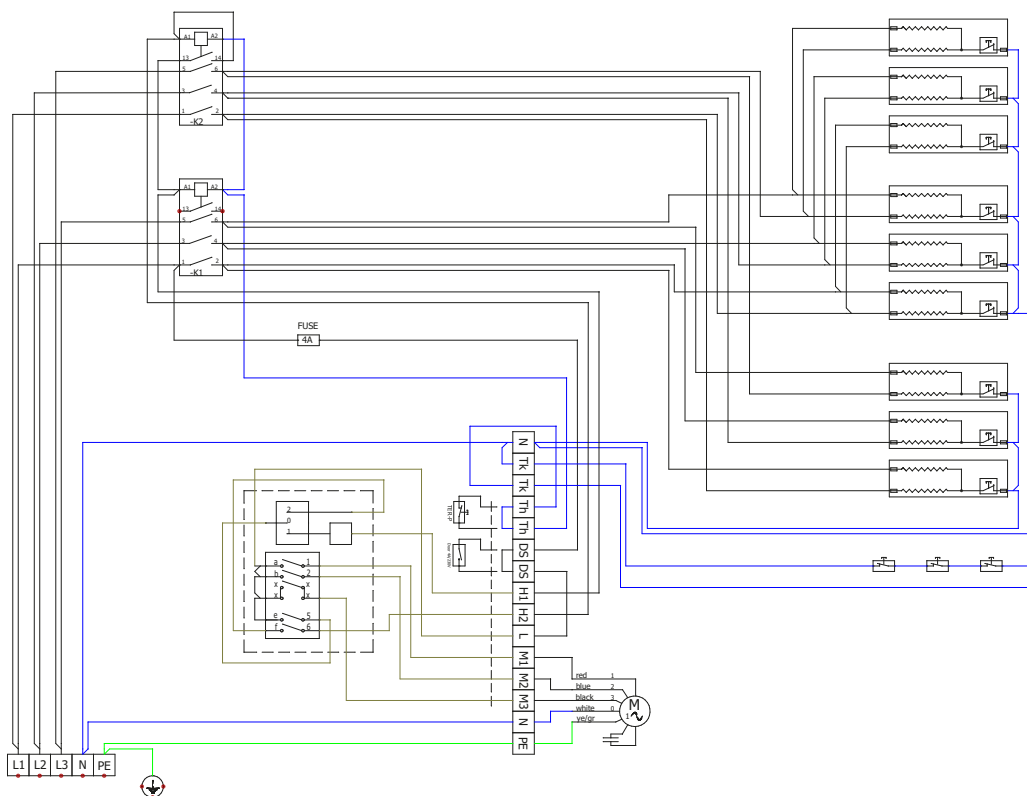 A1 A2
13 14
5 6
3 4
1 2
-K2
A1 A2
13 14
5 6
3 4
1 2
-K1
FUSE
4A
N
Tk
Tk
Th
Th
DS
DS
H1
H2
L
M1
M2
M3
N
PE
TER-P
2
0
1
a 1
b 2
x x
x x
e 5
f 6
red 1
blue 2
black 3
white 0
ye/gr
M
1
L1 L2 L3 N PE